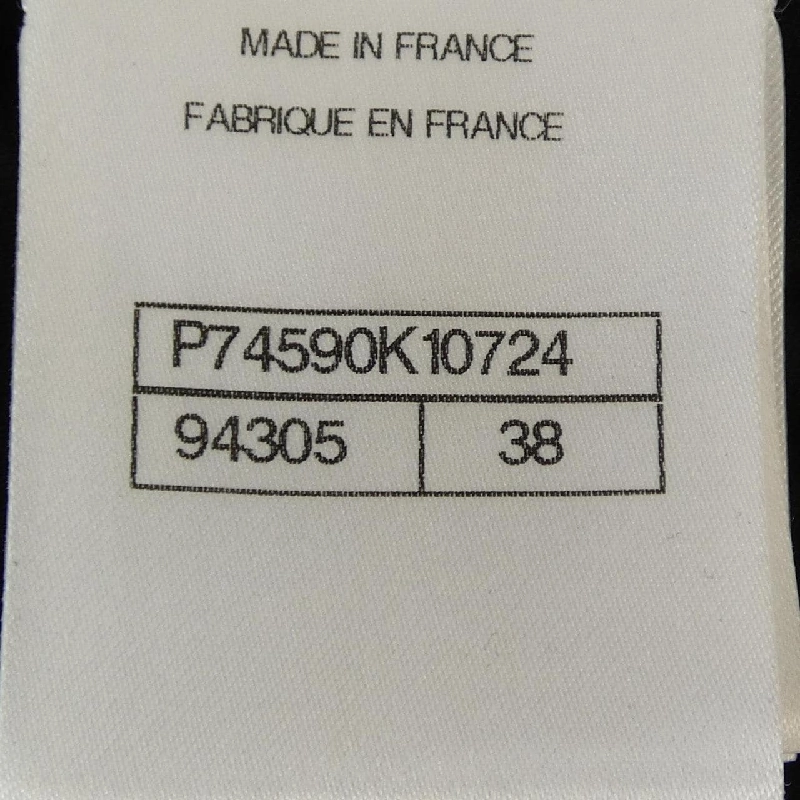 MADE IN FRANCE
FABRIQUE EN FRANCE
P74590K10724
94305 38